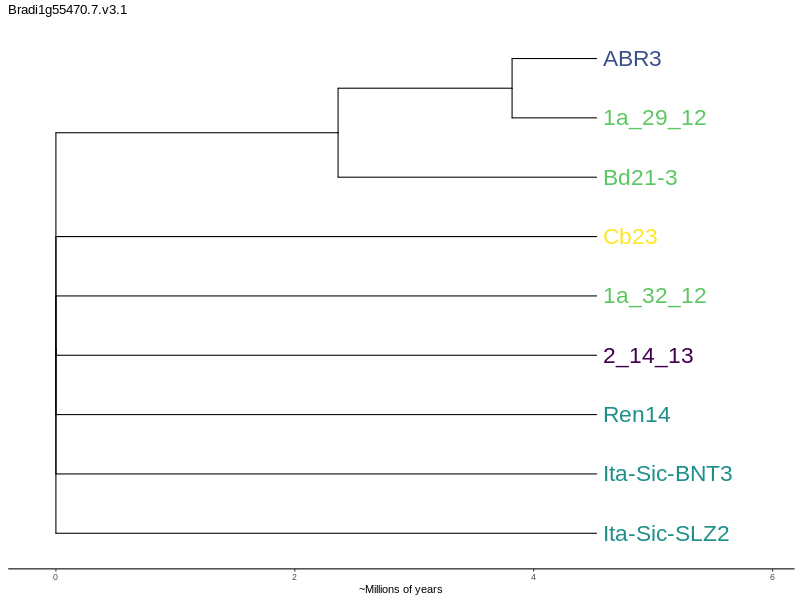 Bradi1g55470.7.v3.1
ABR3
1a_29_12
Bd21-3
Cb23
1a_32_12
2_14_13
Ren14
Ita-Sic-BNT3
Ita-Sic-SLZ2
0 2 4 6
~Millions of years